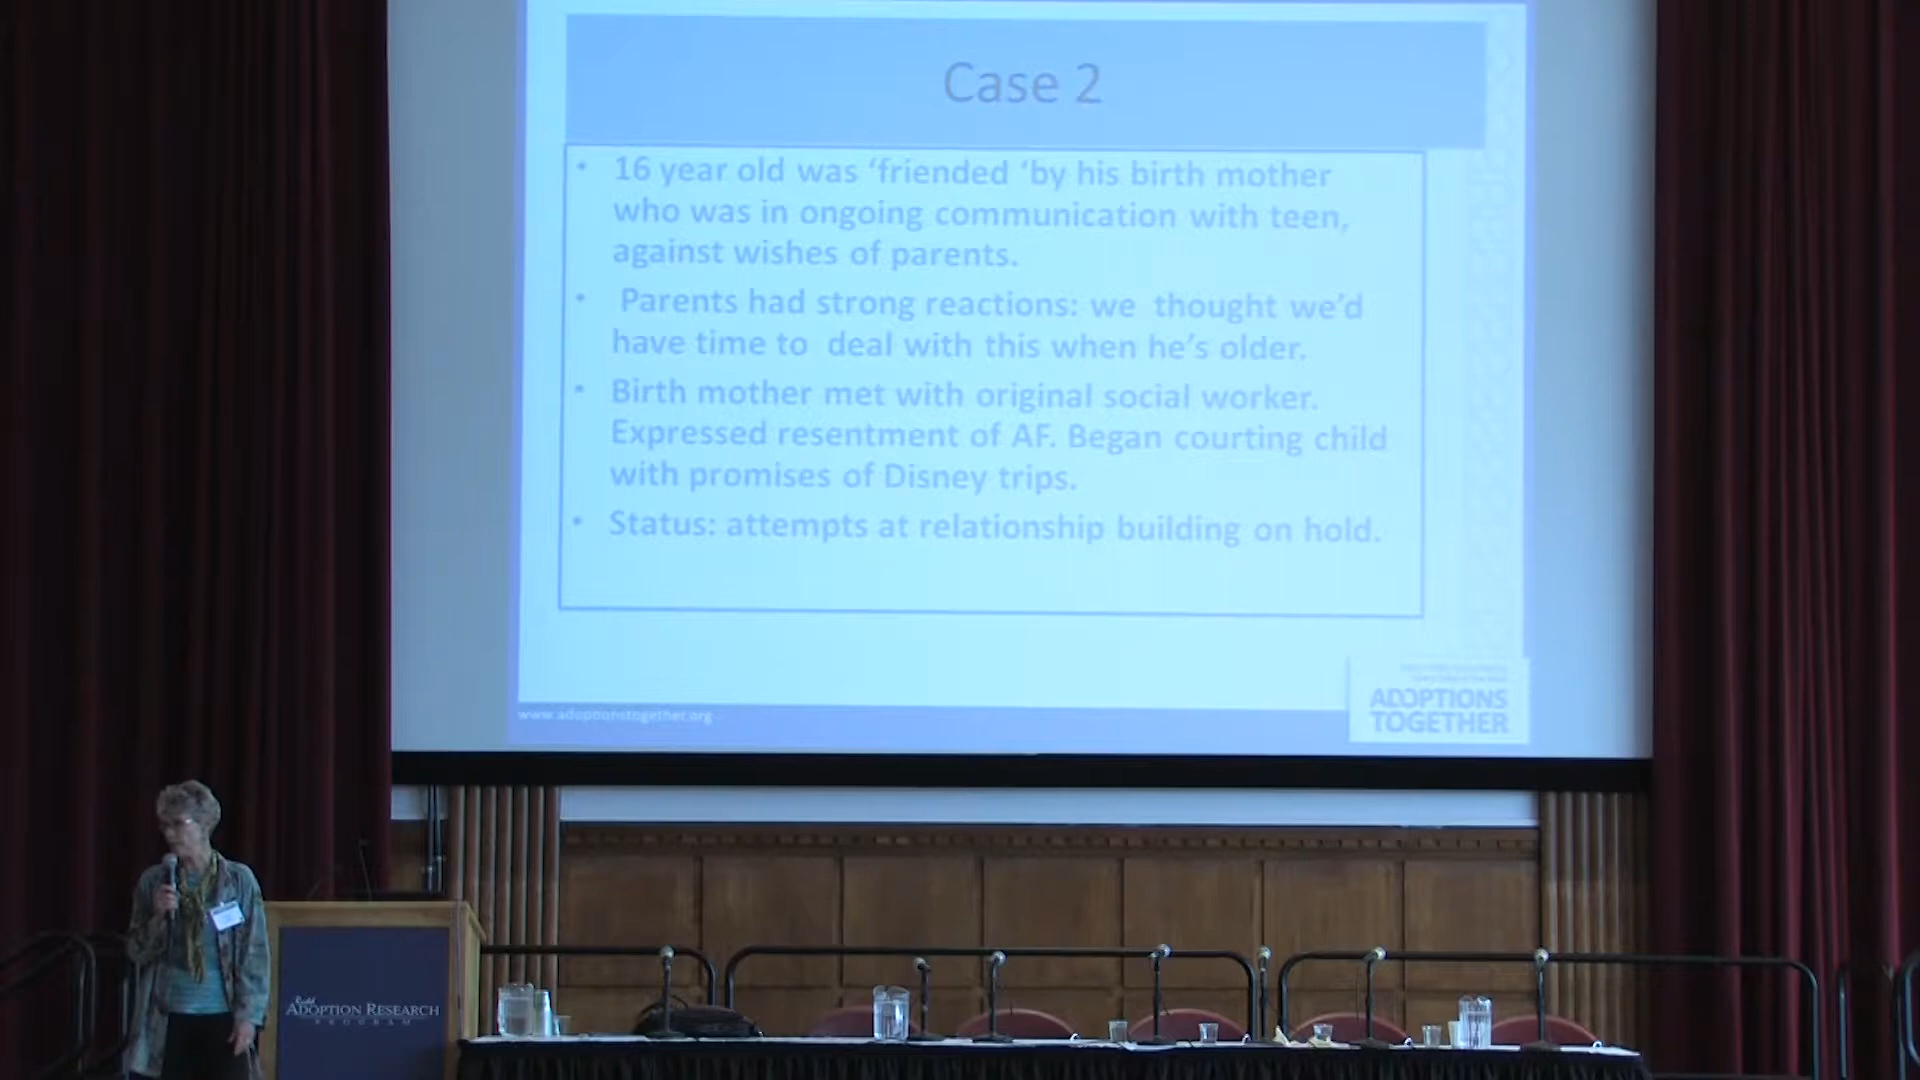 Case 2
• 16 year old was ‘friended ‘by his birth mother
who was in ongoing communication with teen,
against wishes of parents.
• Parents had strong reactions: we thought we’d
have time to deal with this when he’s older.
• Birth mother met with original social worker.
Expressed resentment of AF. Began courting child
with promises of Disney trips.
• Status: attempts at relationship building on hold.
www.adoptionstogether.org
ADOPTIONS
TOGETHER
Rudd
ADOPTION RESEARCH
PROGRAM